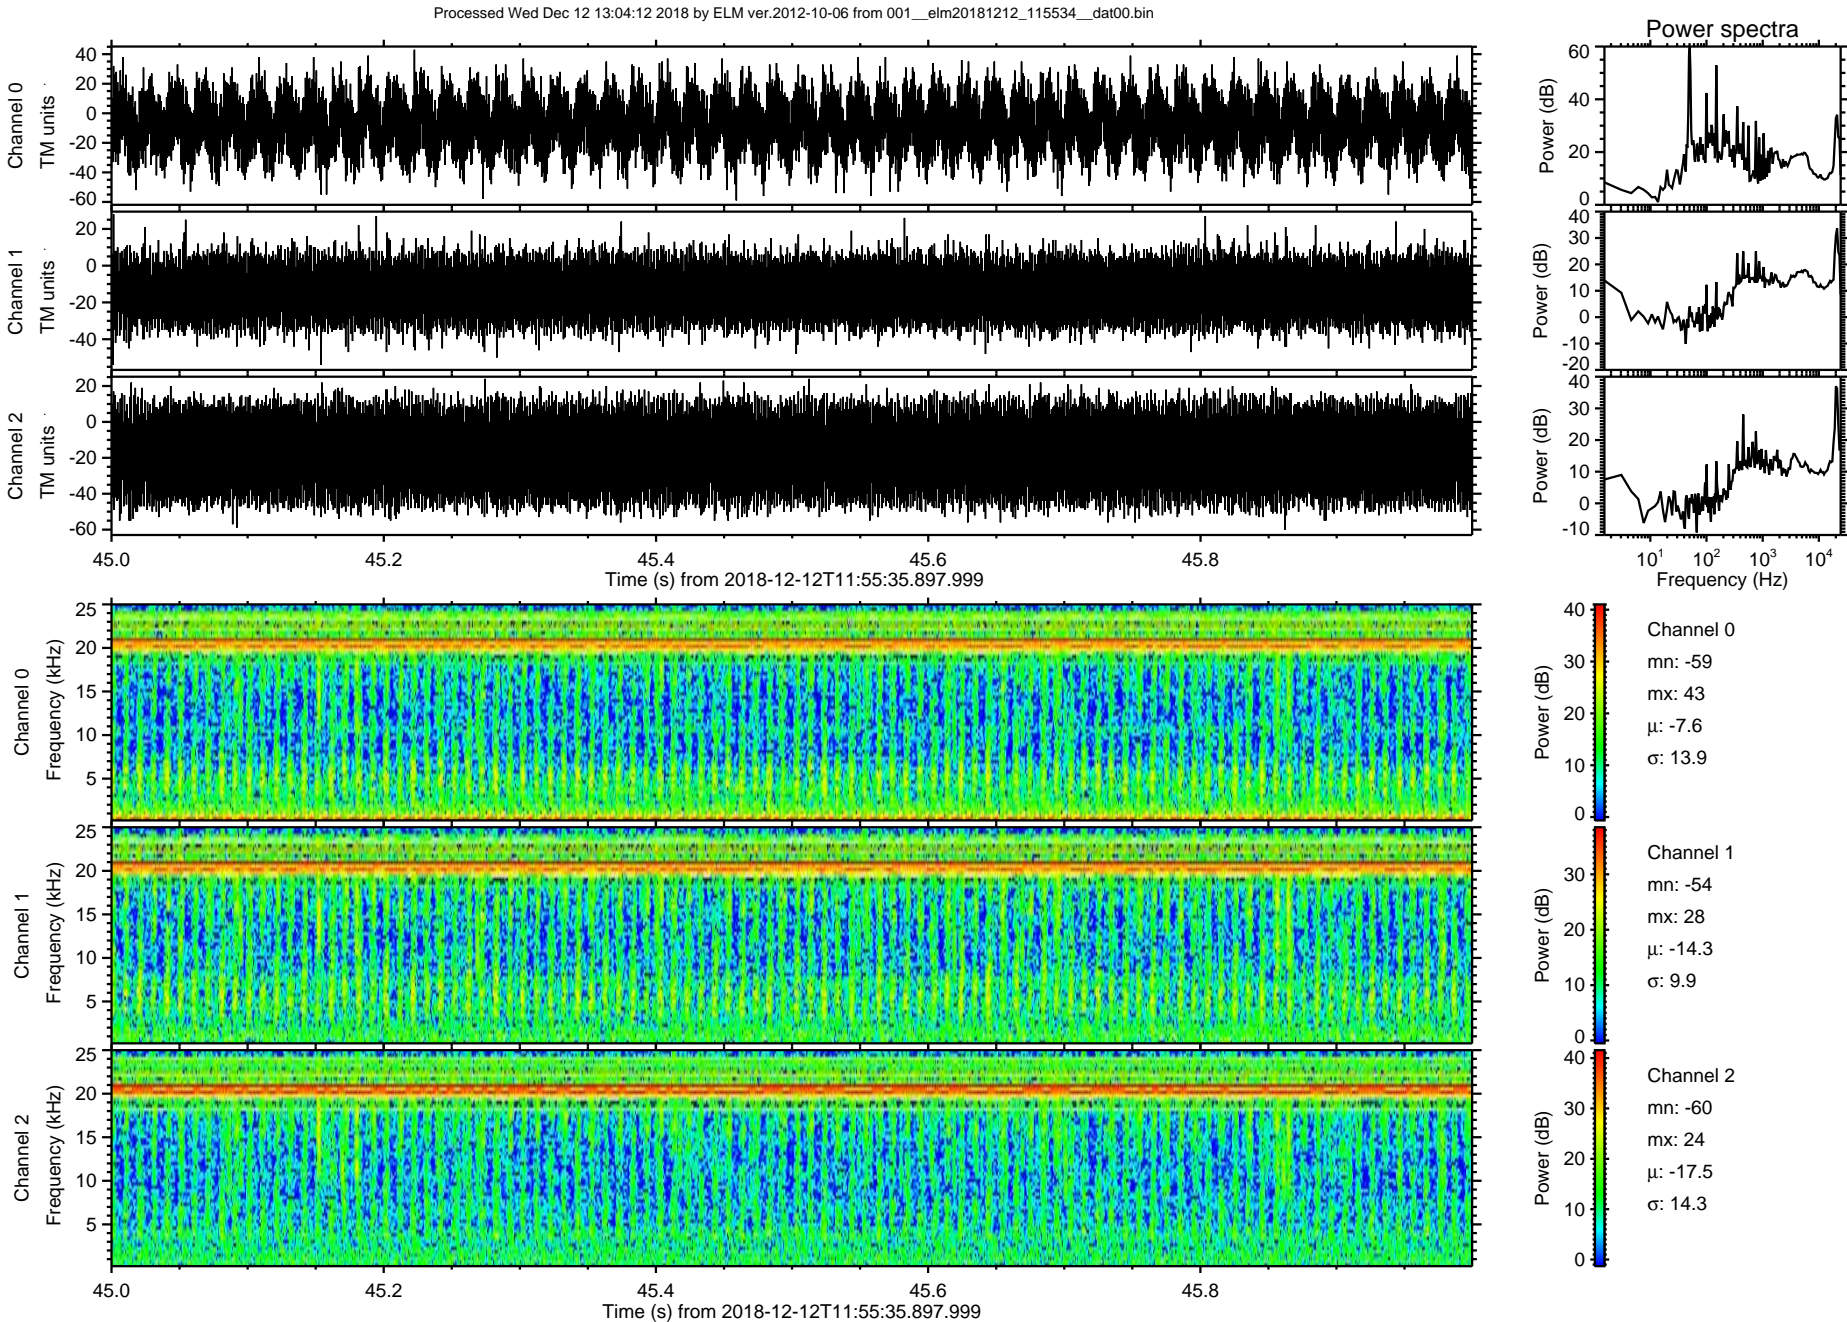 Processed Wed Dec 12 13:04:12 2018 by ELM ver.2012-10-06 from 001__elm20181212_115534__dat00.bin
Power spectra
Channel 0
TM units
40
20
0
-20
-40
-60
Power (dB)
60
40
20
0
Channel 1
TM units
20
0
-20
-40
Power (dB)
40
30
20
10
0
-10
-20
Channel 2
TM units
20
0
-20
-40
-60
Power (dB)
40
30
20
10
0
-10
45.0 45.2 45.4 45.6 45.8
Time (s) from 2018-12-12T11:55:35.897.999
10^1 10^2 10^3 10^4
Frequency (Hz)
Channel 0
Frequency (kHz)
25
20
15
10
5
Power (dB)
40
30
20
10
0
Channel 0
mn: -59
mx: 43
μ: -7.6
σ: 13.9
Channel 1
Frequency (kHz)
25
20
15
10
5
Power (dB)
30
20
10
0
Channel 1
mn: -54
mx: 28
μ: -14.3
σ: 9.9
Channel 2
Frequency (kHz)
25
20
15
10
5
Power (dB)
40
30
20
10
0
Channel 2
mn: -60
mx: 24
μ: -17.5
σ: 14.3
45.0 45.2 45.4 45.6 45.8
Time (s) from 2018-12-12T11:55:35.897.999